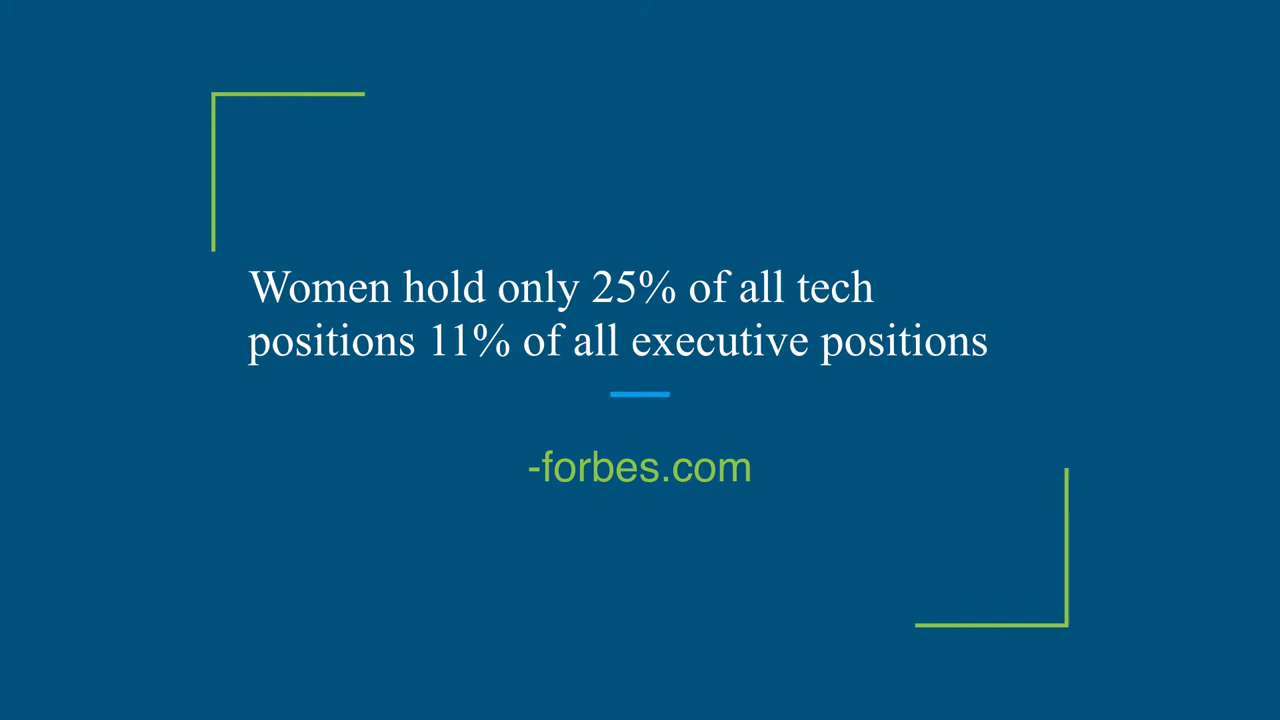 Women hold only 25% of all tech
positions 11% of all executive positions
-forbes.com